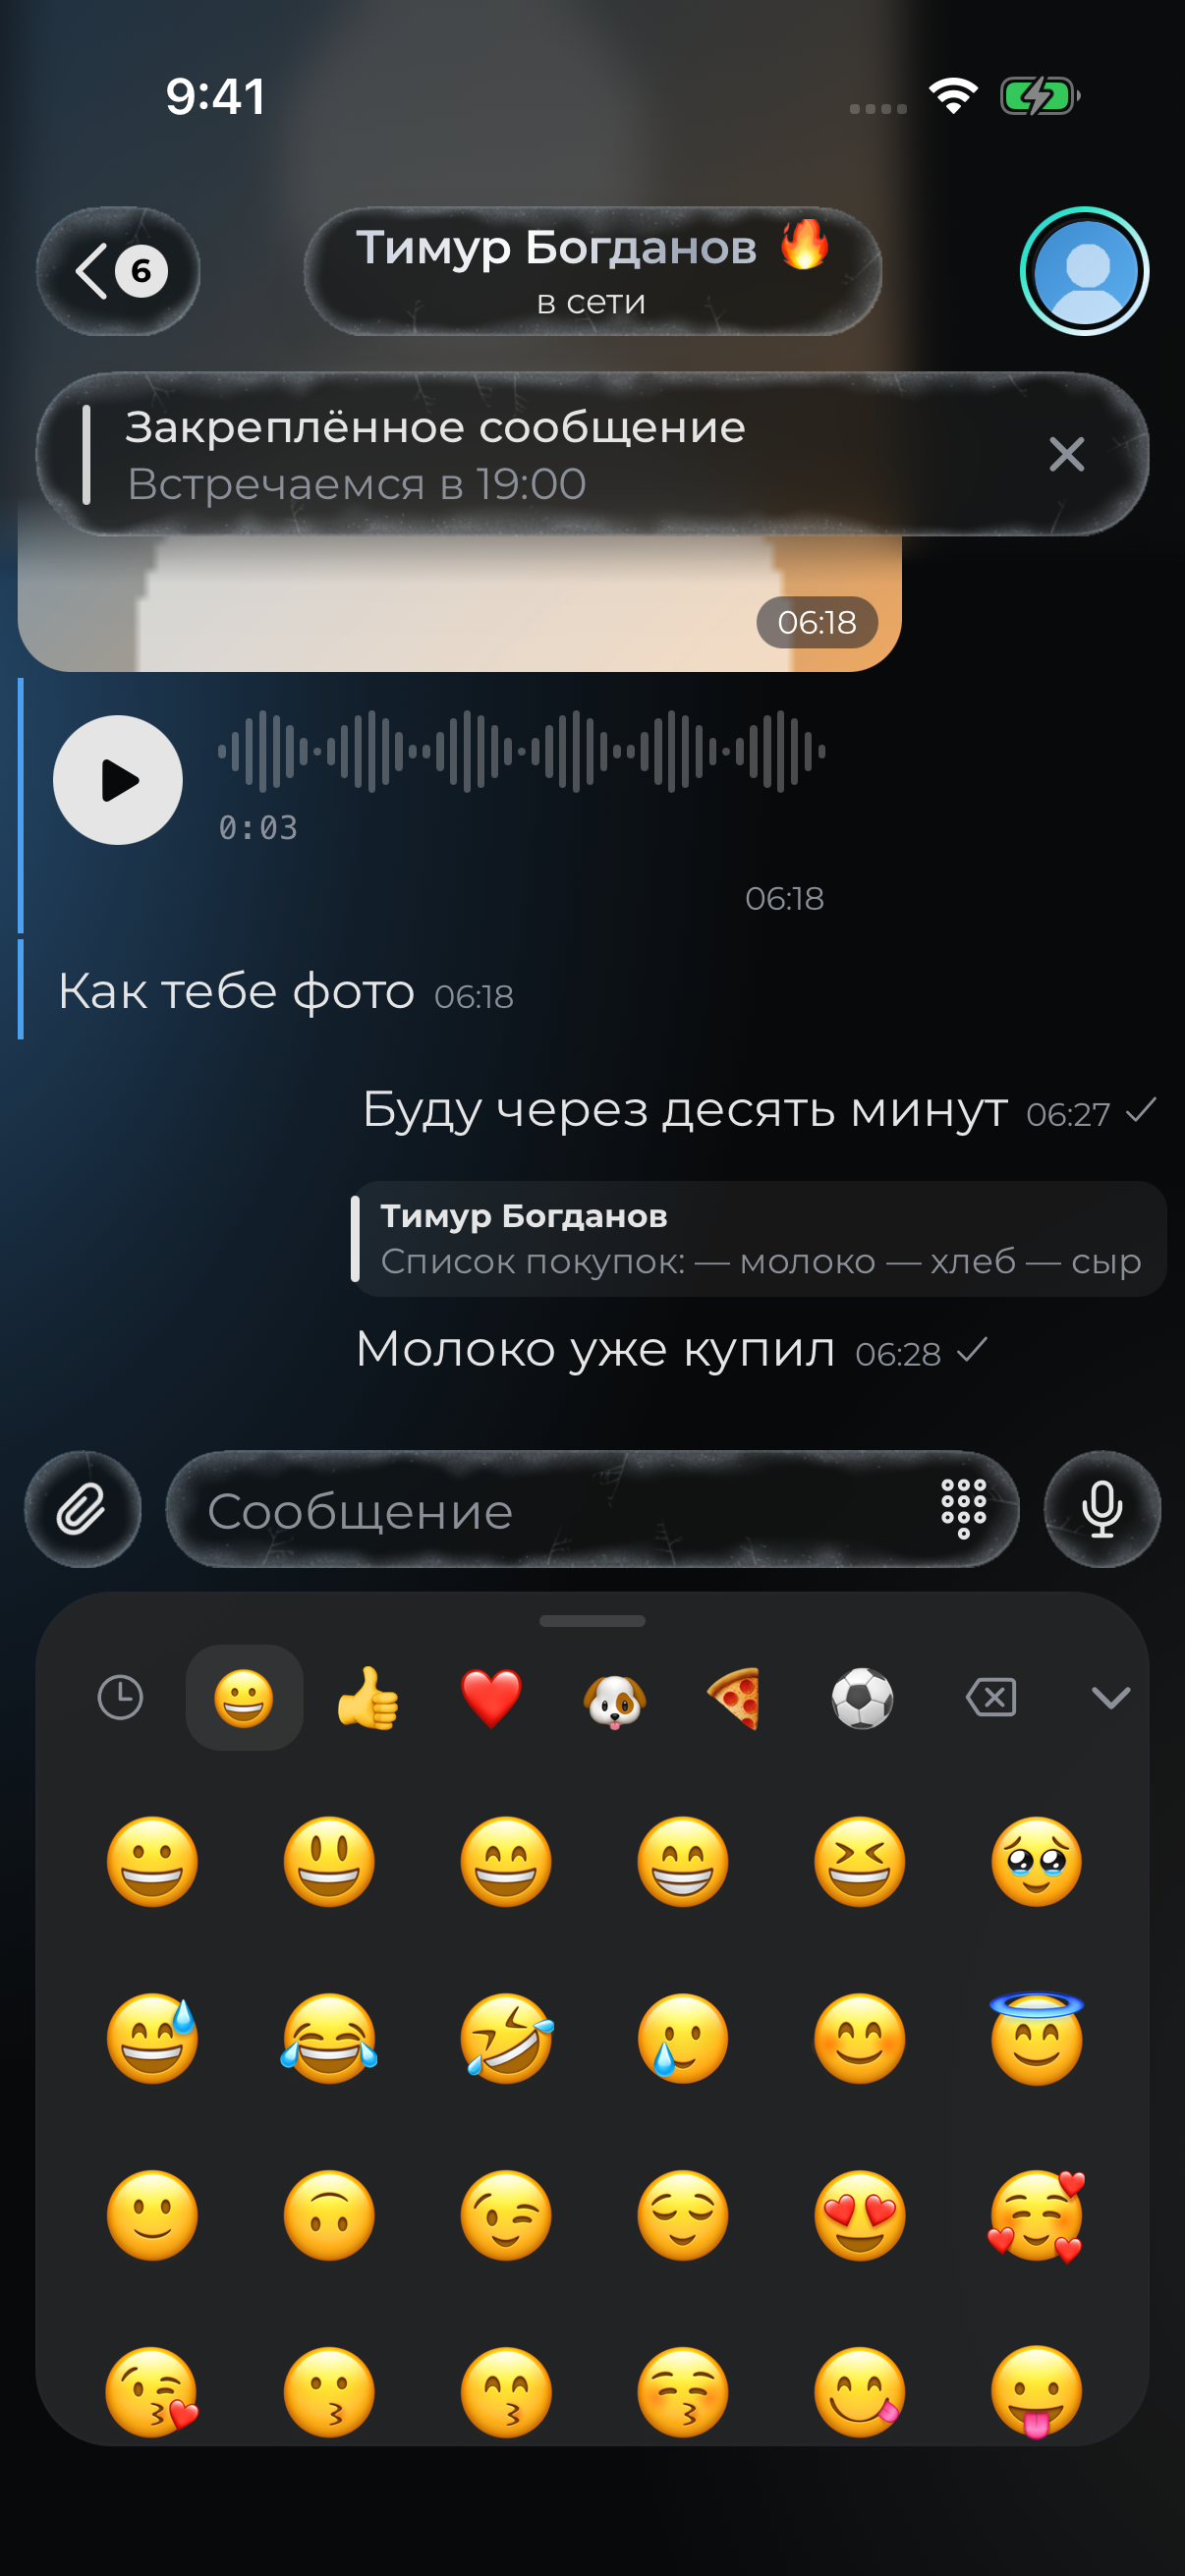 9:41
6
Тимур Богданов 🔥
в сети
Закреплённое сообщение
Встречаемся в 19:00
06:18
0:03
06:18
Как тебе фото 06:18
Буду через десять минут 06:27
Тимур Богданов
Список покупок: — молоко — хлеб — сыр
Молоко уже купил 06:28
Сообщение